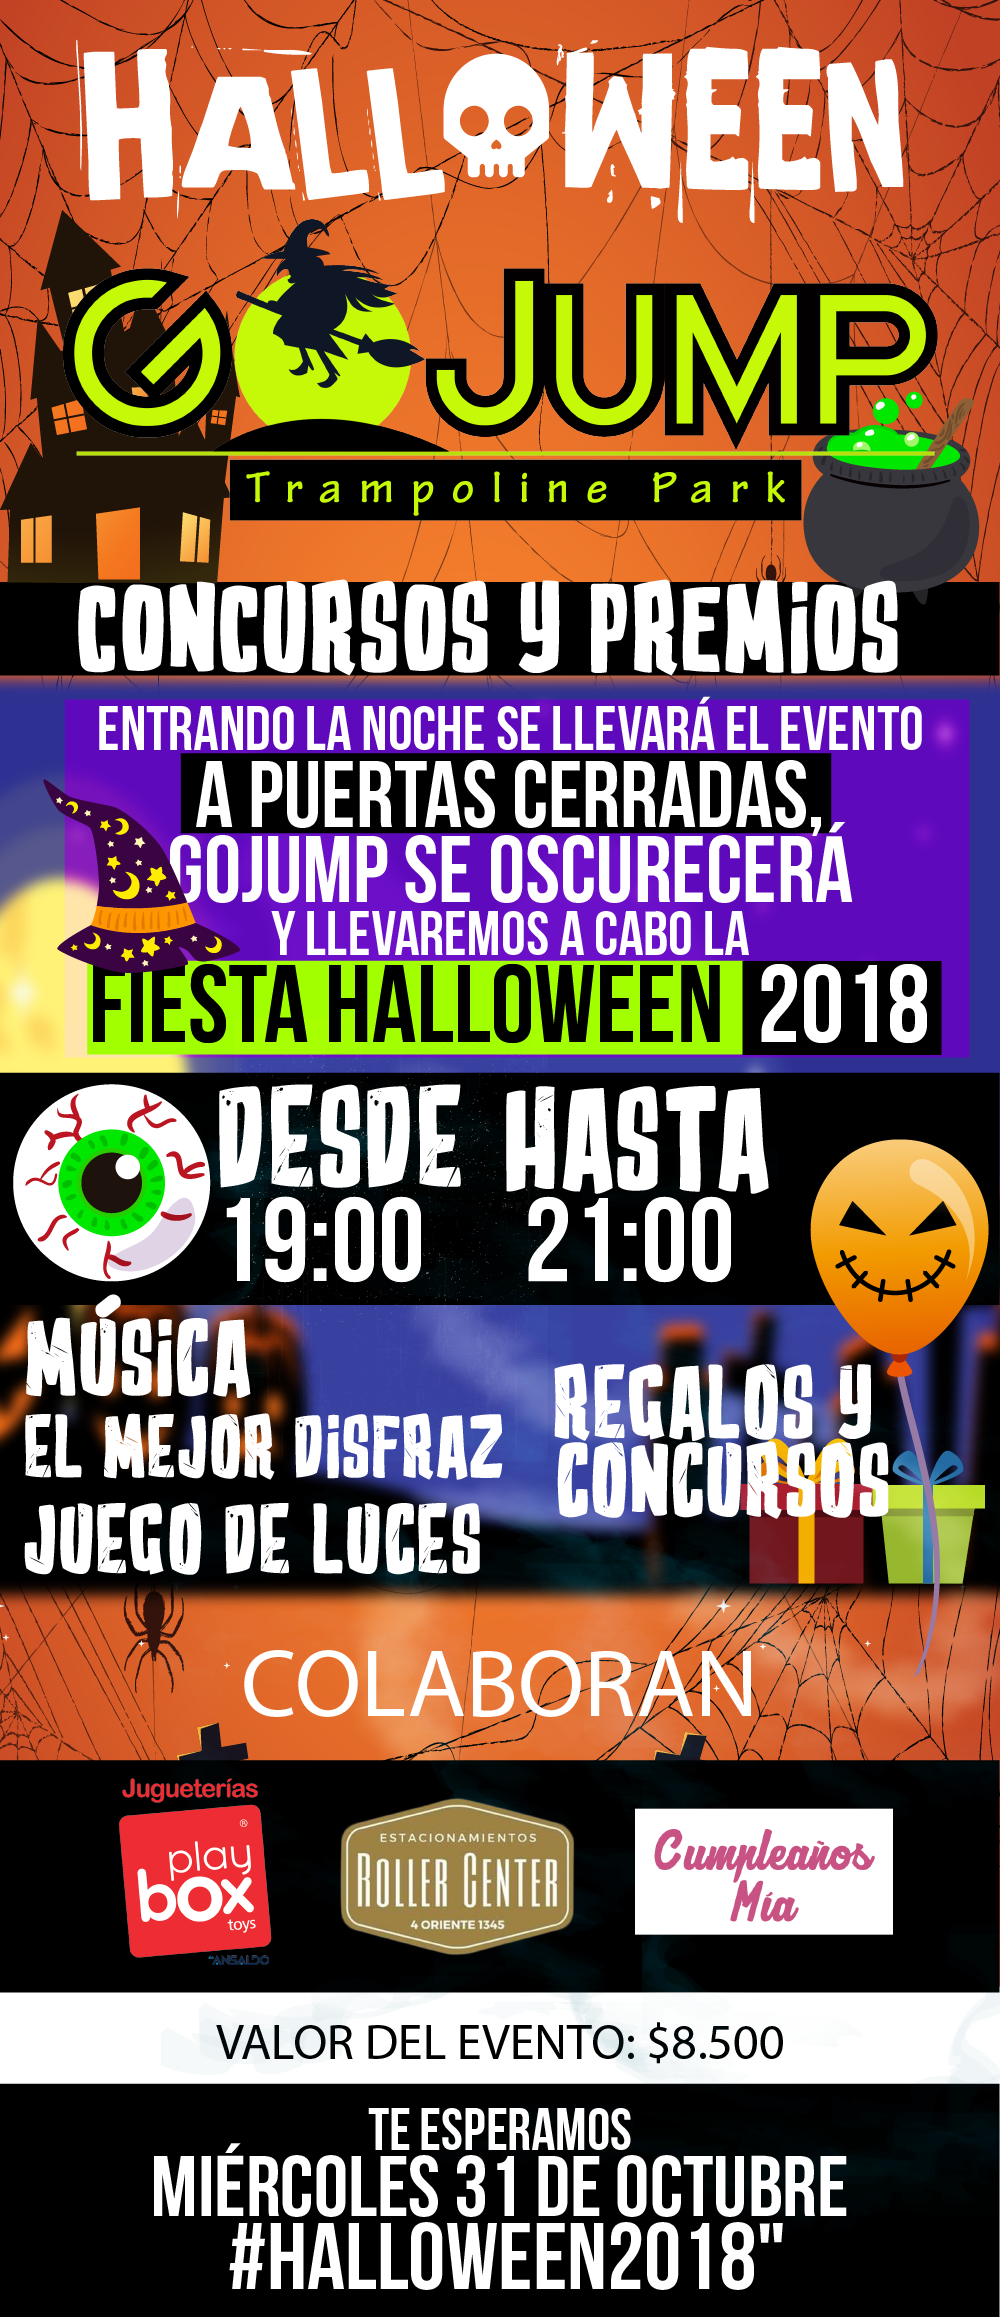 HALLOWEEN
GO JUMP
Trampoline Park
CONCURSOS Y PREMIOS
ENTRANDO LA NOCHE SE LLEVARÁ EL EVENTO
A PUERTAS CERRADAS,
GOJUMP SE OSCURECERÁ
Y LLEVAREMOS A CABO LA
FIESTA HALLOWEEN 2018
DESDE HASTA
19:00 21:00
MÚSICA
EL MEJOR DISFRAZ
JUEGO DE LUCES
REGALOS Y
CONCURSOS
COLABORAN
Jugueterías
play
box
toys
ANSALDO
ESTACIONAMIENTOS
ROLLER CENTER
4 ORIENTE 1345
Cumpleaños
Mía
VALOR DEL EVENTO: $8.500
TE ESPERAMOS
MIÉRCOLES 31 DE OCTUBRE
#HALLOWEEN2018"